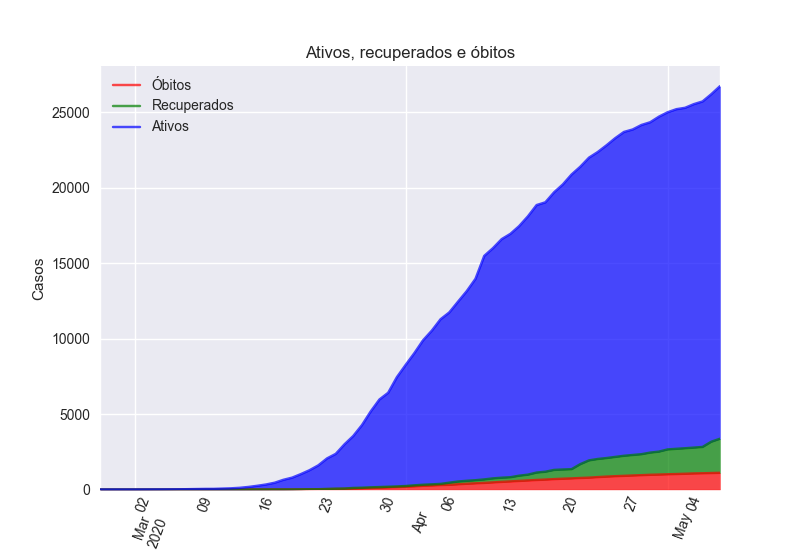 Ativos, recuperados e óbitos
Óbitos
Recuperados
Ativos
Casos
25000
20000
15000
10000
5000
0
02
Mar
2020
09
16
23
30
Apr
06
13
20
27
May 04